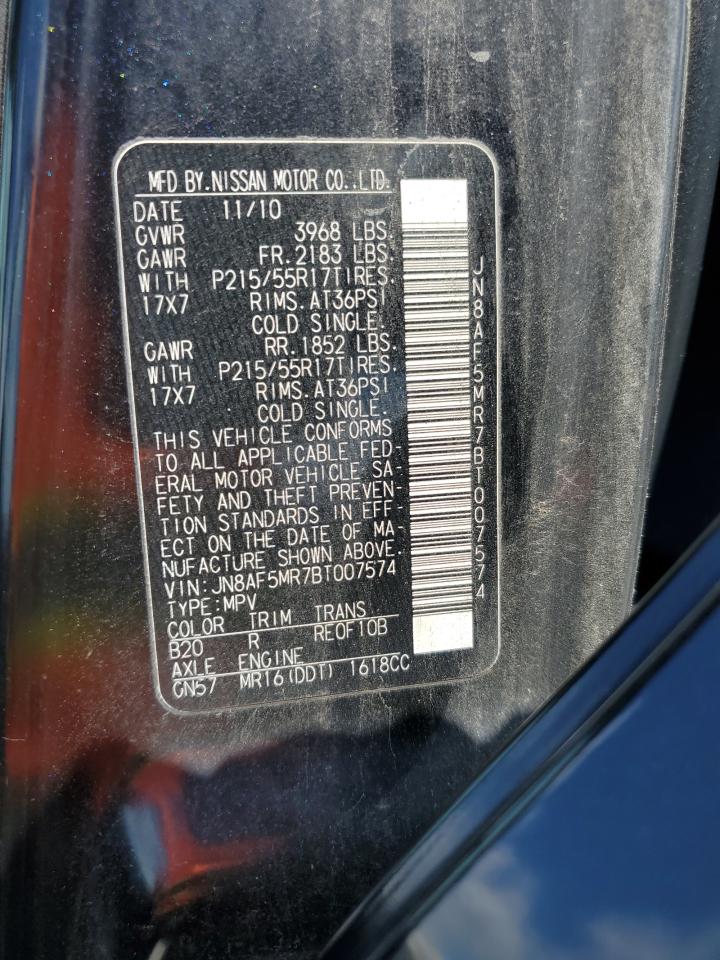 MFD BY.NISSAN MOTOR CO.,LTD.
DATE 11/10
GVWR 3968 LBS.
GAWR FR.2183 LBS.
WITH P215/55R17TIRES.
17X7 RIMS.AT36PSI
COLD SINGLE.
GAWR RR.1852 LBS.
WITH P215/55R17TIRES.
17X7 RIMS.AT36PSI
COLD SINGLE.
THIS VEHICLE CONFORMS
TO ALL APPLICABLE FED-
ERAL MOTOR VEHICLE SA-
FETY AND THEFT PREVEN-
TION STANDARDS IN EFF-
ECT ON THE DATE OF MA-
NUFACTURE SHOWN ABOVE.
VIN:JN8AF5MR7BT007574
TYPE:MPV
COLOR TRIM TRANS
B20 R RE0F10B
AXLE ENGINE
GN57 MR16(DDT) 1618CC
JN8AF5MR7BT007574